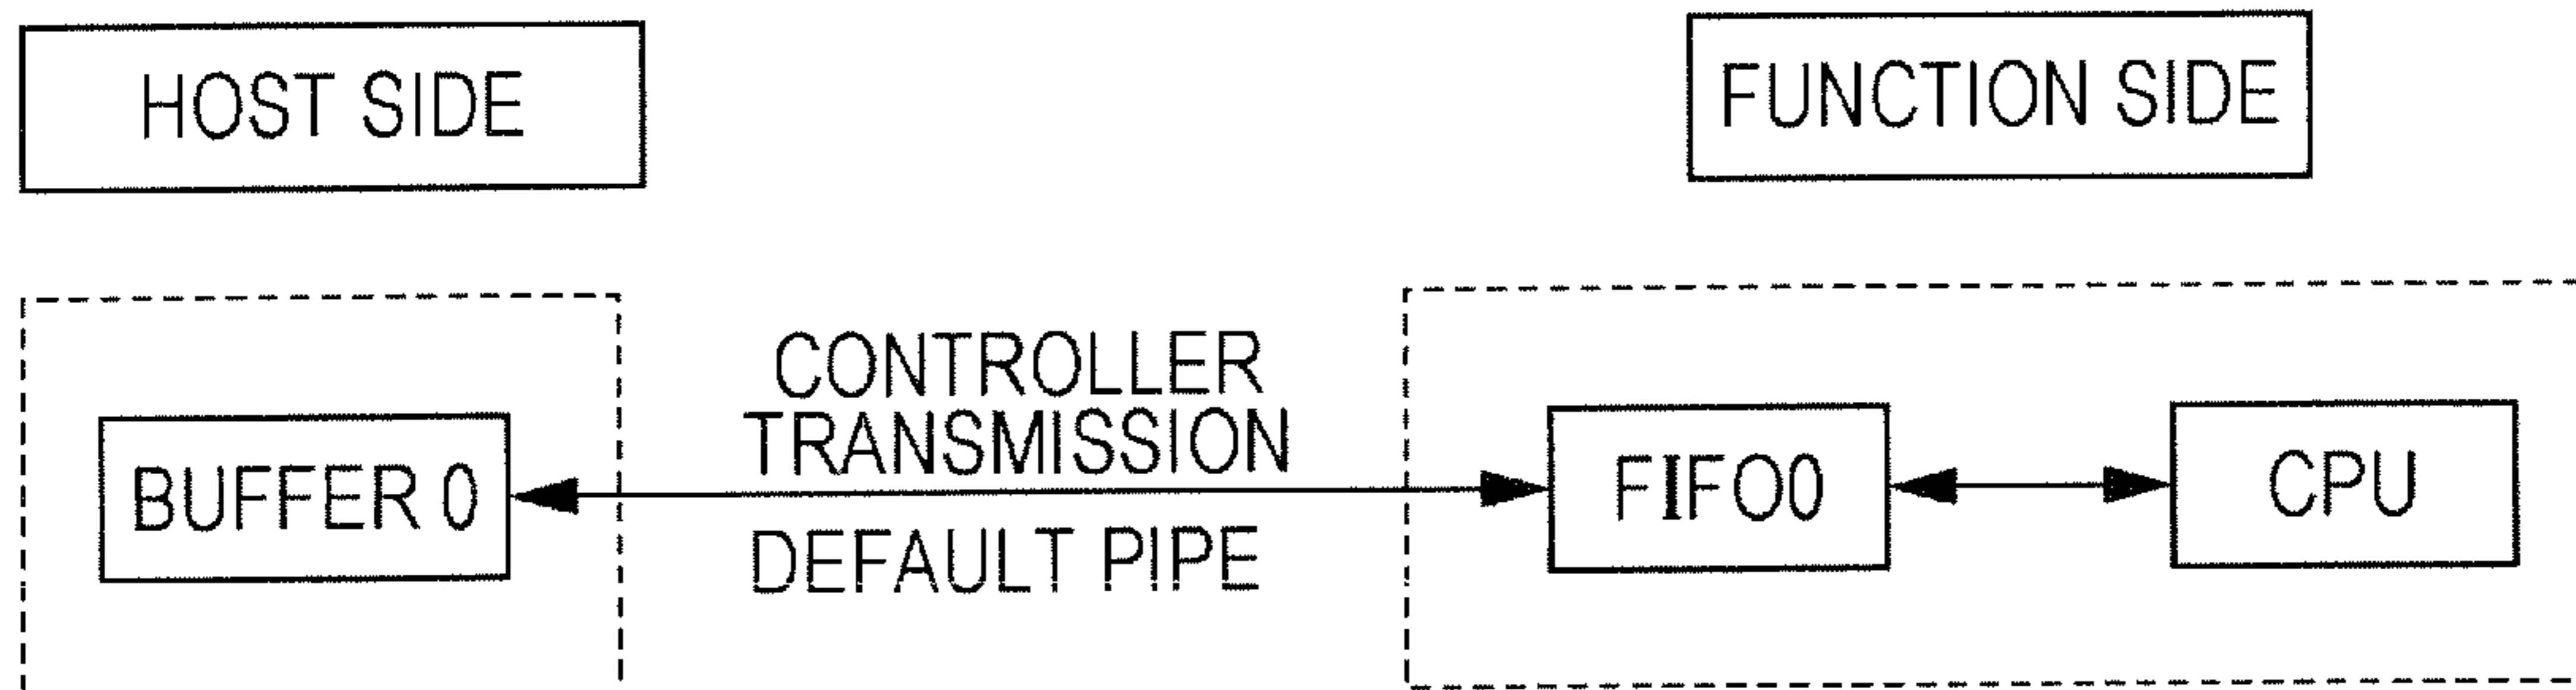 HOST SIDE
FUNCTION SIDE
CONTROLLER
TRANSMISSION
DEFAULT PIPE
BUFFER 0
FIFO0
CPU